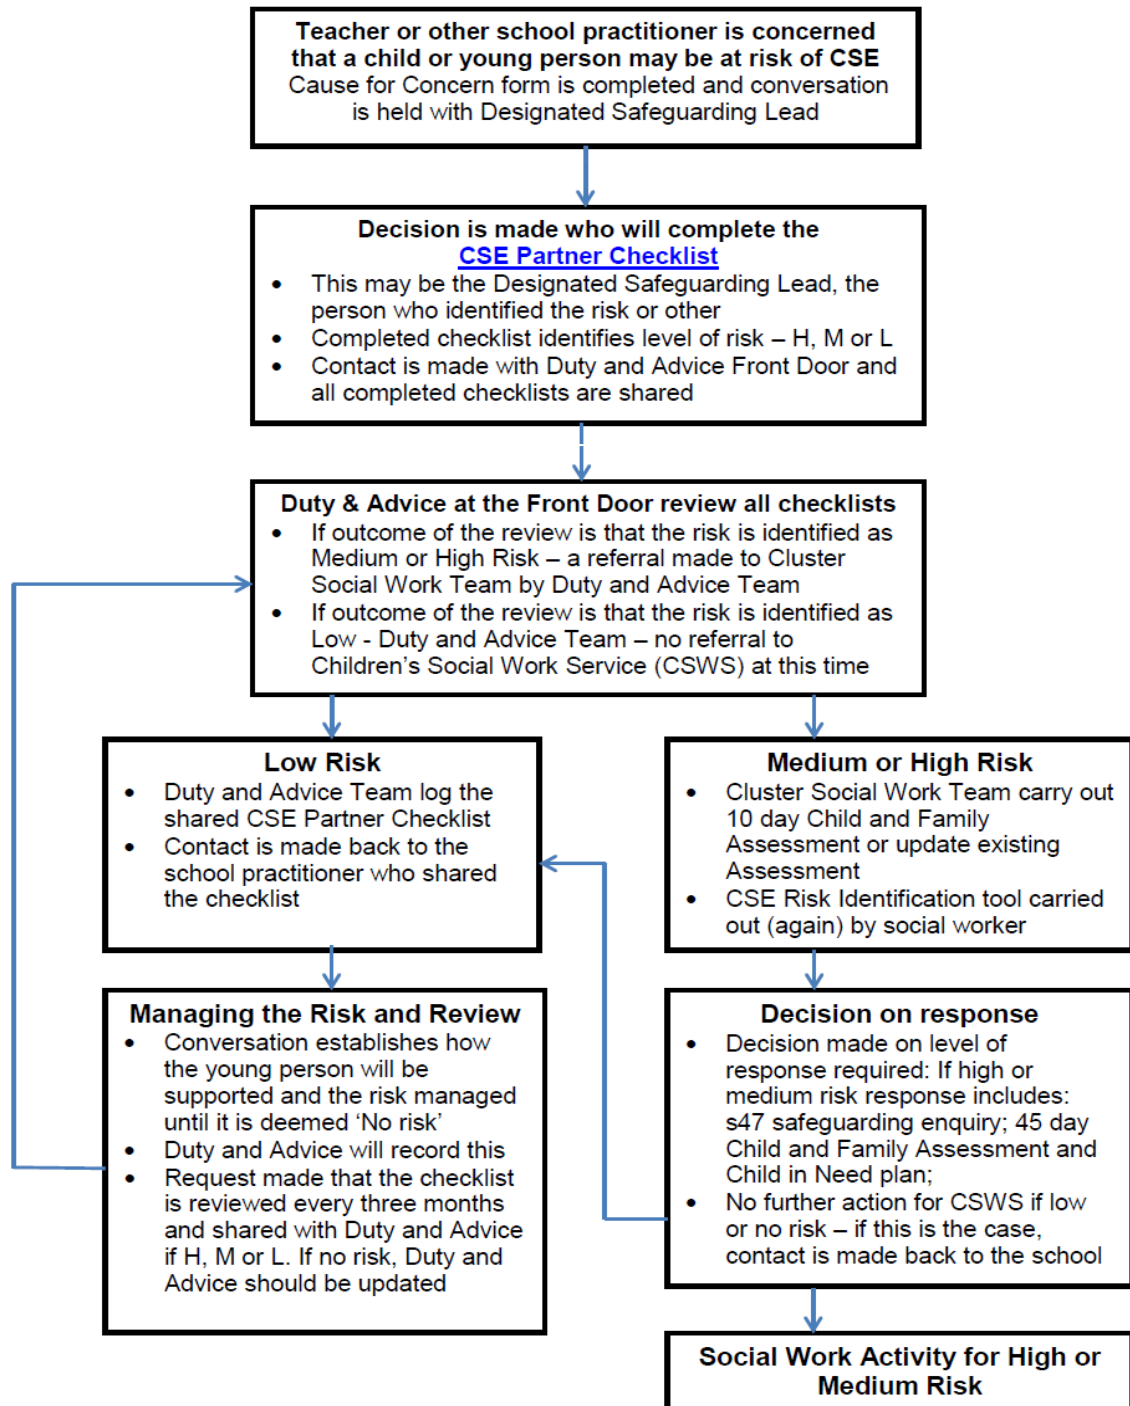 Teacher or other school practitioner is concerned
that a child or young person may be at risk of CSE
Cause for Concern form is completed and conversation
is held with Designated Safeguarding Lead
Decision is made who will complete the
CSE Partner Checklist
• This may be the Designated Safeguarding Lead, the
person who identified the risk or other
• Completed checklist identifies level of risk – H, M or L
• Contact is made with Duty and Advice Front Door and
all completed checklists are shared
Duty & Advice at the Front Door review all checklists
• If outcome of the review is that the risk is identified as
Medium or High Risk – a referral made to Cluster
Social Work Team by Duty and Advice Team
• If outcome of the review is that the risk is identified as
Low - Duty and Advice Team – no referral to
Children's Social Work Service (CSWS) at this time
Low Risk
• Duty and Advice Team log the
shared CSE Partner Checklist
• Contact is made back to the
school practitioner who shared
the checklist
Medium or High Risk
• Cluster Social Work Team carry out
10 day Child and Family
Assessment or update existing
Assessment
• CSE Risk Identification tool carried
out (again) by social worker
Managing the Risk and Review
• Conversation establishes how
the young person will be
supported and the risk managed
until it is deemed 'No risk'
• Duty and Advice will record this
• Request made that the checklist
is reviewed every three months
and shared with Duty and Advice
if H, M or L. If no risk, Duty and
Advice should be updated
Decision on response
• Decision made on level of
response required: If high or
medium risk response includes:
s47 safeguarding enquiry; 45 day
Child and Family Assessment and
Child in Need plan;
• No further action for CSWS if low
or no risk – if this is the case,
contact is made back to the school
Social Work Activity for High or
Medium Risk